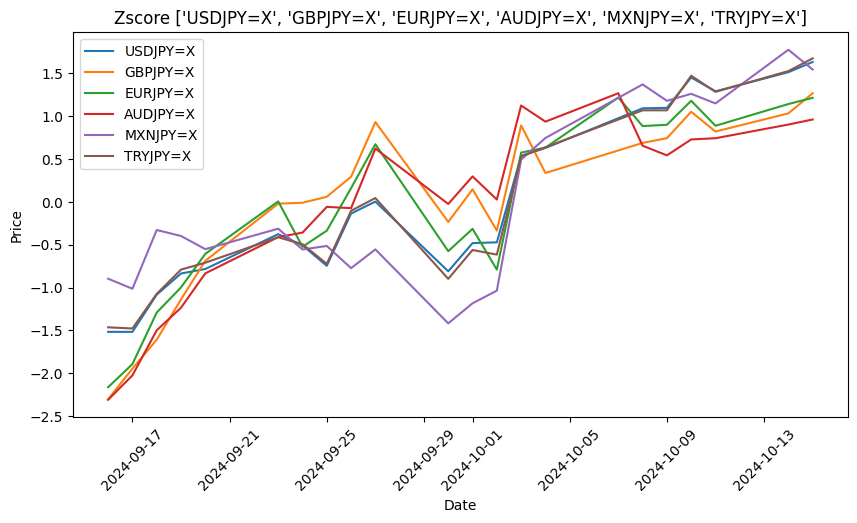 Zscore ['USDJPY=X', 'GBPJPY=X', 'EURJPY=X', 'AUDJPY=X', 'MXNJPY=X', 'TRYJPY=X']
USDJPY=X
GBPJPY=X
EURJPY=X
AUDJPY=X
MXNJPY=X
TRYJPY=X
Price
1.5
1.0
0.5
0.0
−0.5
−1.0
−1.5
−2.0
−2.5
2024-09-17
2024-09-21
2024-09-25
2024-09-29
2024-10-01
2024-10-05
2024-10-09
2024-10-13
Date